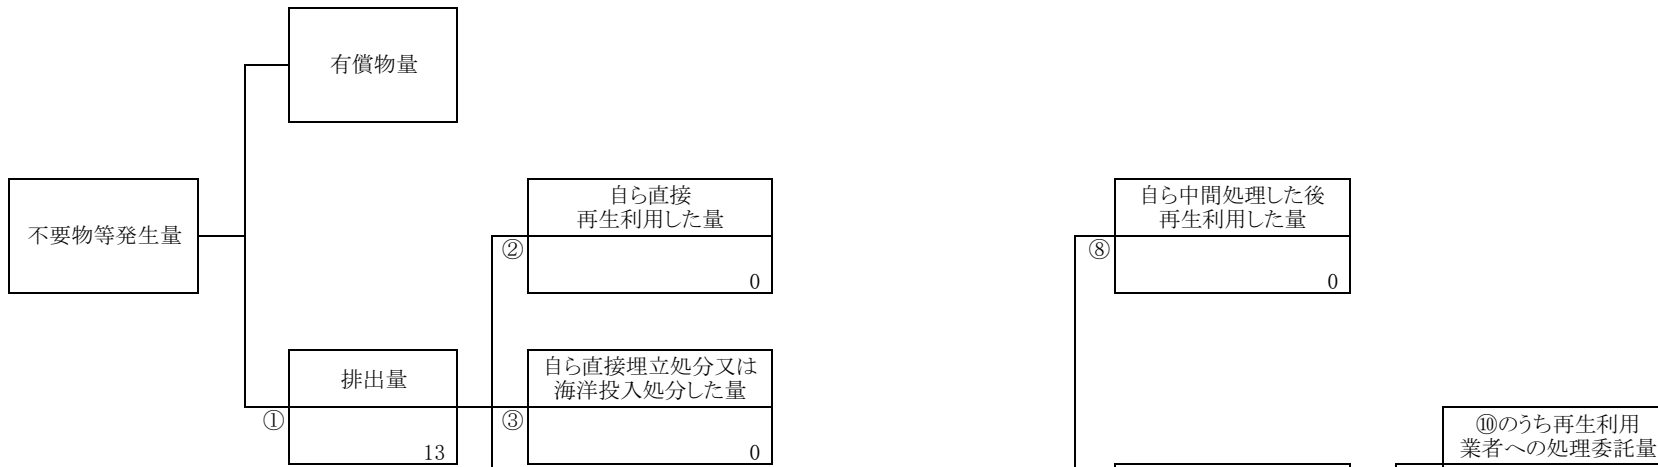 有償物量
不要物等発生量
自ら直接
再生利用した量
②
0
自ら中間処理した後
再生利用した量
⑧
0
排出量
①
13
自ら直接埋立処分又は
海洋投入処分した量
③
0
⑩のうち再生利用
業者への処理委託量